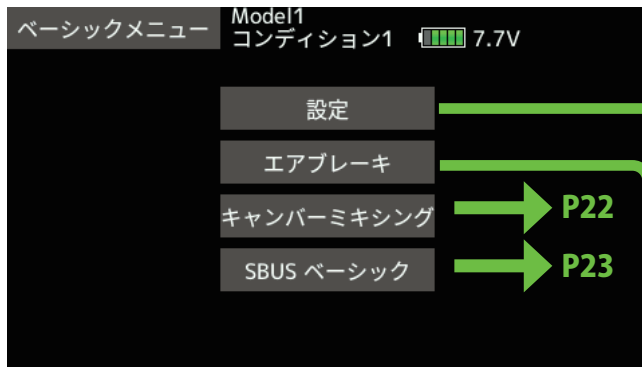 ベーシックメニュー
Model1
コンディション1 7.7V
設定
エアブレーキ
キャンバーミキシング P22
SBUS ベーシック P23